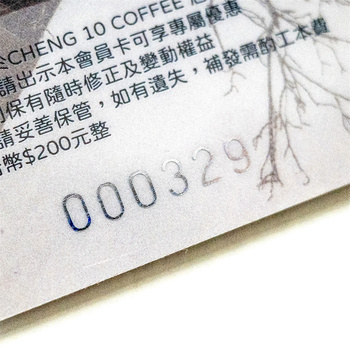 CHENG 10 COFFEE
請出示本會員卡可享專屬優惠
保有隨時修正及變動權益
請妥善保管，如有遺失，補發需酌工本費
幣$200元整
000329